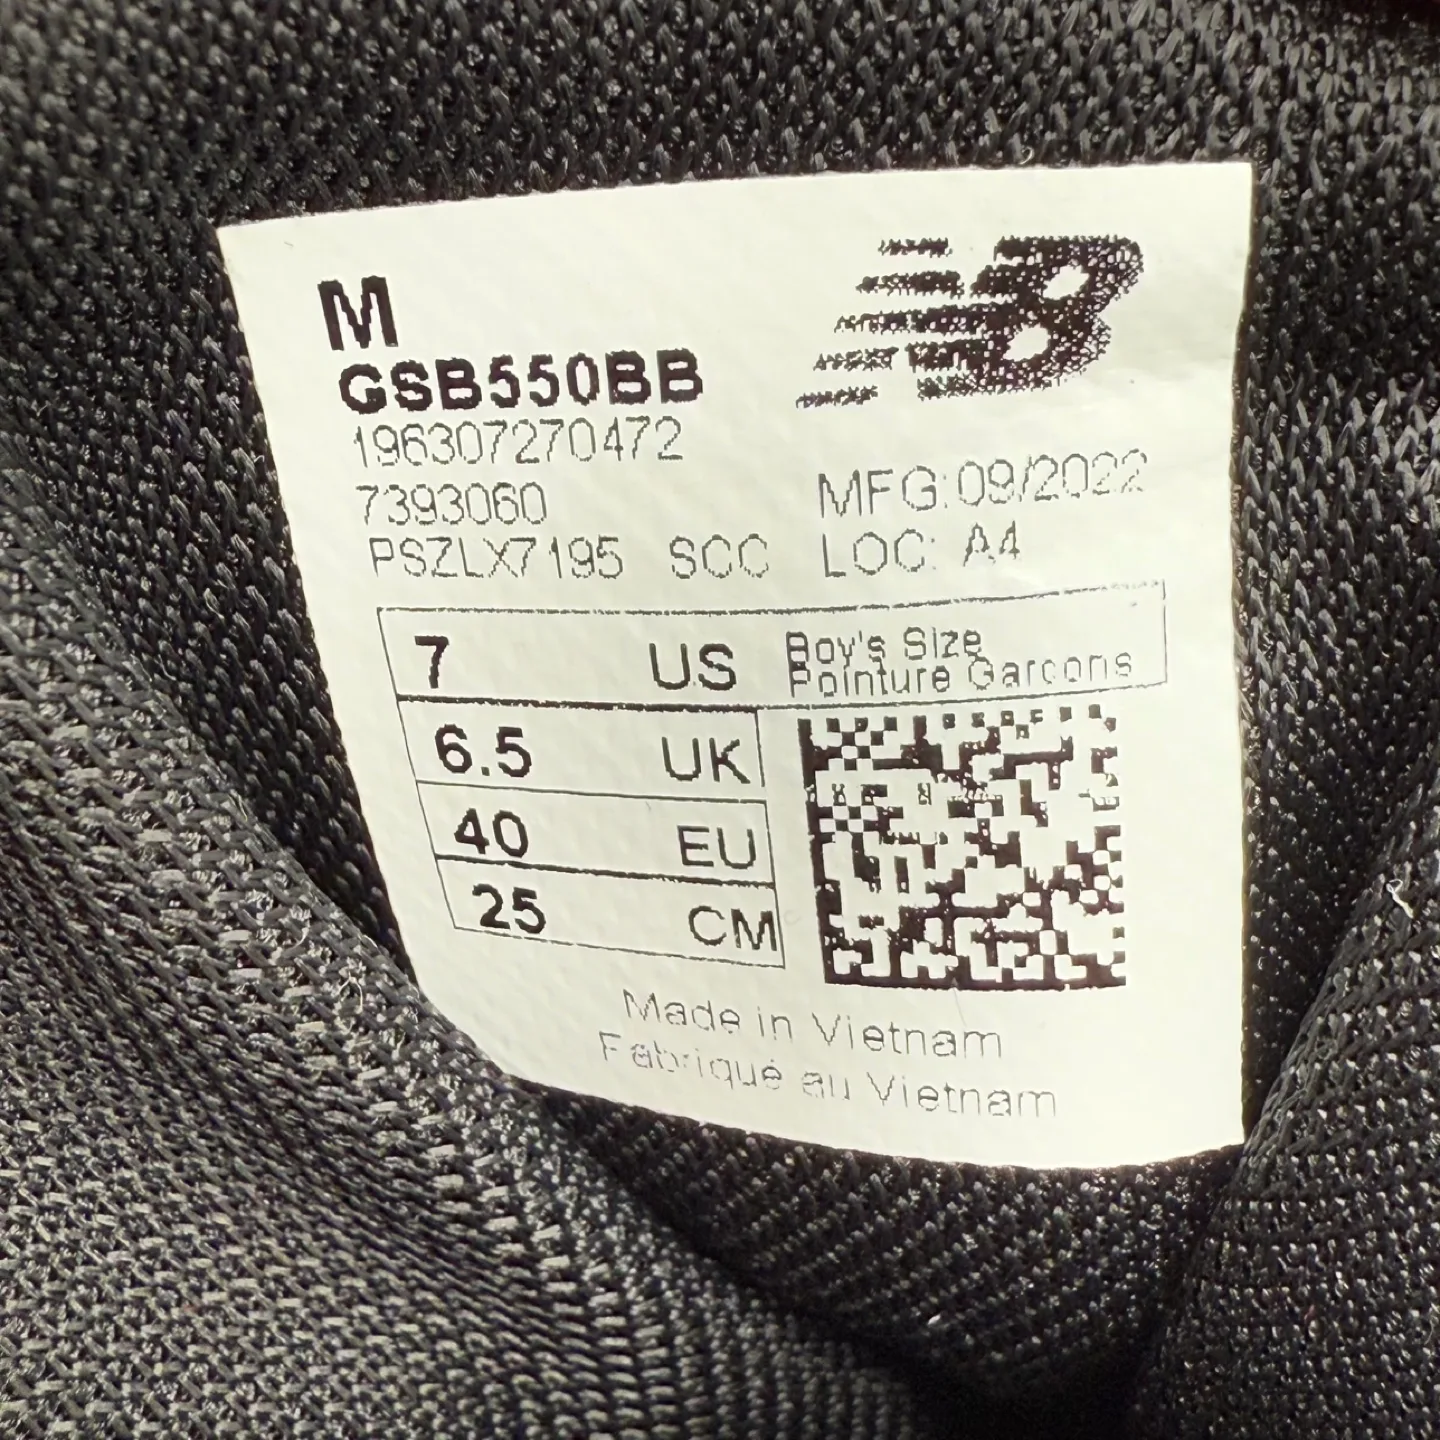 M
GSB550BB
196307270472
7393060
MFG:09/2022
PSZLX7195 SCC LOC: A4
7 US Boy's Size
Pointure Garcons
6.5 UK
40 EU
25 CM
Made in Vietnam
Fabriqué au Vietnam